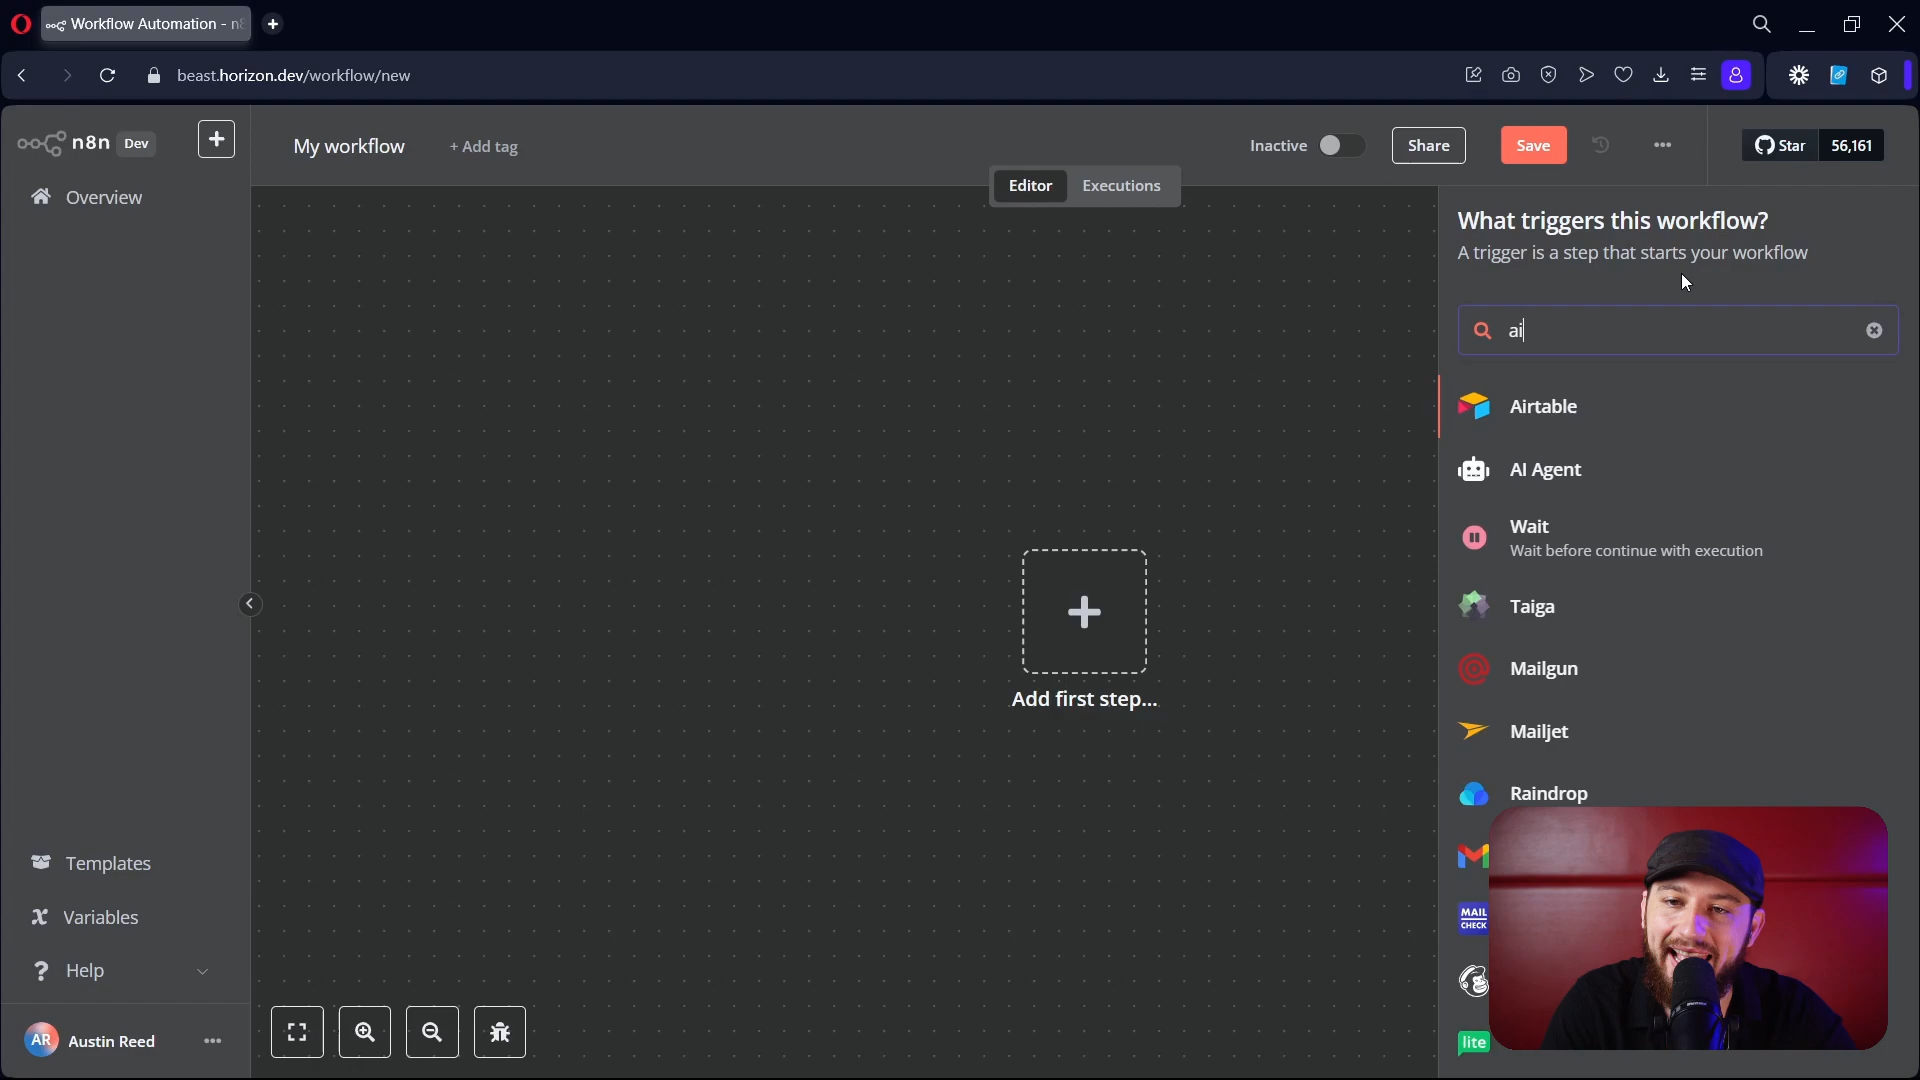 Workflow Automation - n8
beast.horizon.dev/workflow/new
n8n Dev
My workflow
+ Add tag
Inactive
Share
Save
Star 56,161
Editor
Executions
Overview
What triggers this workflow?
A trigger is a step that starts your workflow
ai
Airtable
AI Agent
Wait
Wait before continue with execution
Taiga
Mailgun
Mailjet
Raindrop
MAIL
CHECK
lite
Add first step...
Templates
Variables
? Help
AR Austin Reed